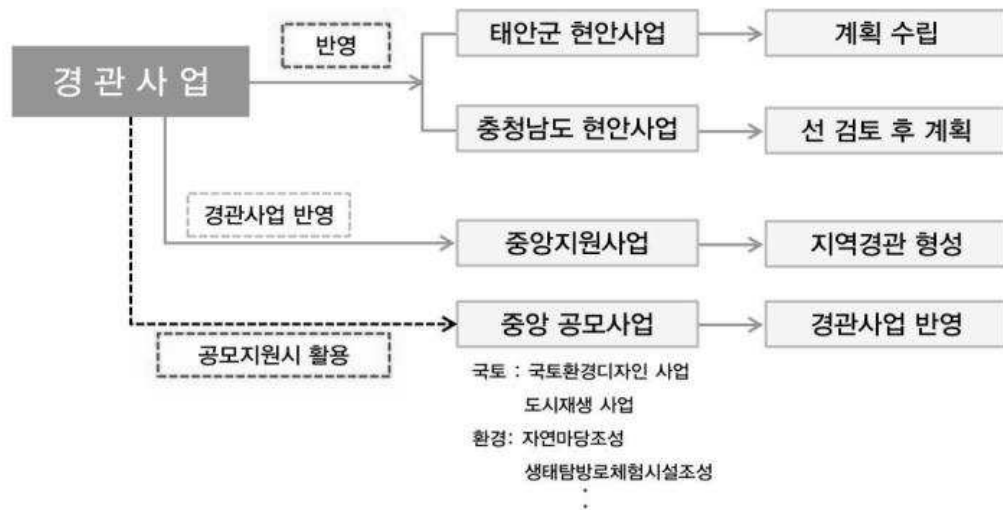 반영
태안군 현안사업
계획 수립
경 관 사 업
충청남도 현안사업
선 검토 후 계획
경관사업 반영
중앙지원사업
지역경관 형성
중앙 공모사업
경관사업 반영
공모지원시 활용
국토 : 국토환경디자인 사업
도시재생 사업
환경: 자연마당조성
생태탐방로체험시설조성
: